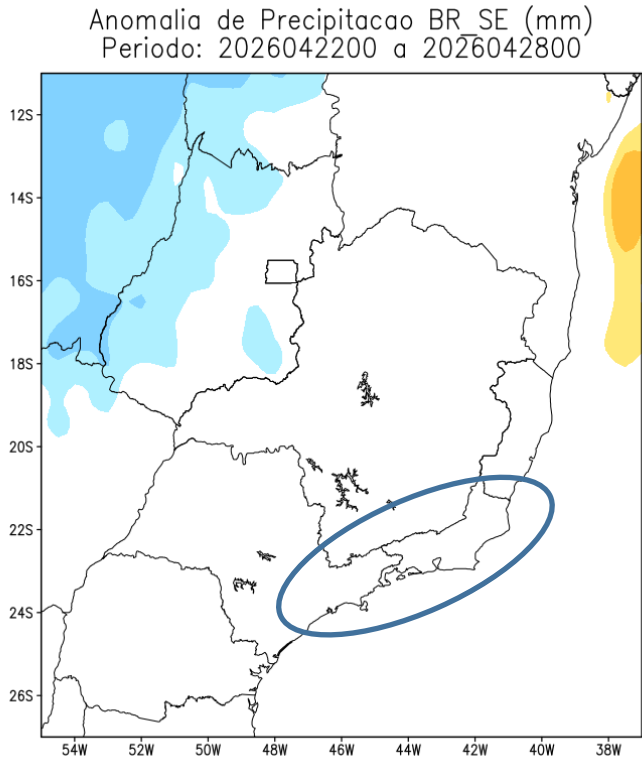 Anomalia de Precipitacao BR_SE (mm)
Periodo: 2026042200 a 2026042800
12S
14S
16S
18S
20S
22S
24S
26S
54W 52W 50W 48W 46W 44W 42W 40W 38W